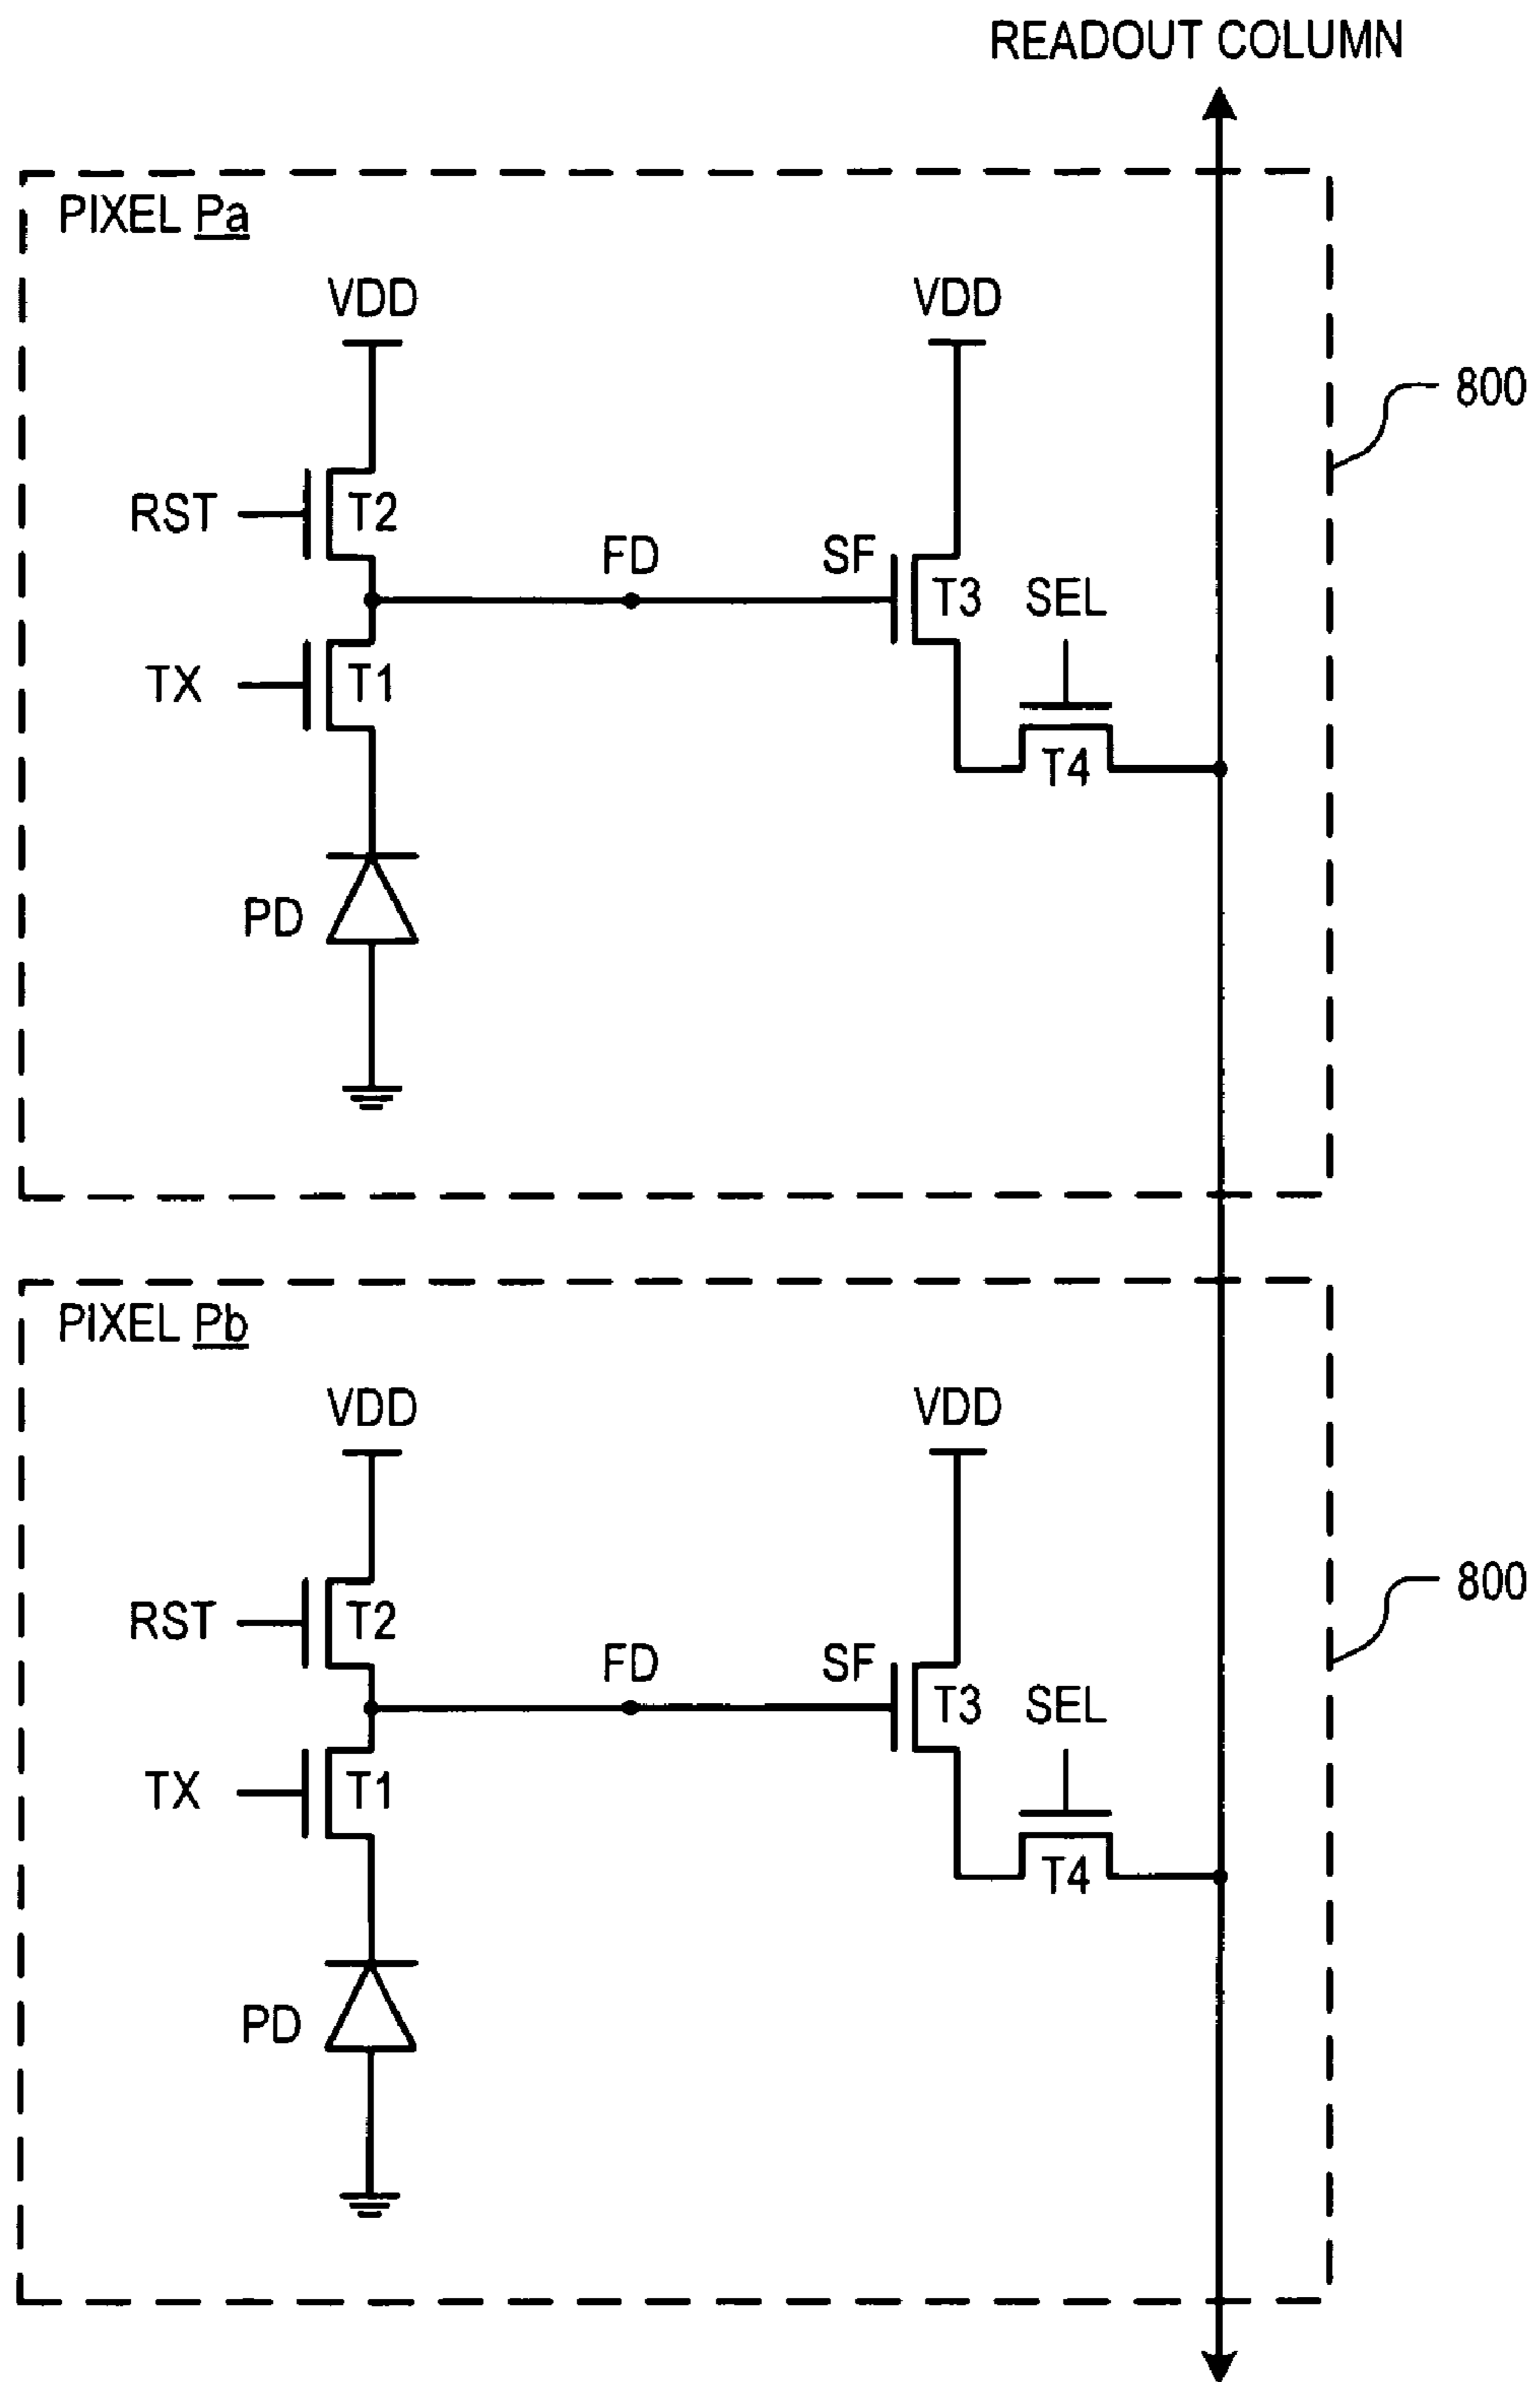 READOUT COLUMN
PIXEL Pa
VDD
VDD
800
RST
T2
FD
SF
T3
SEL
TX
T1
T4
PD
PIXEL Pb
VDD
VDD
800
RST
T2
FD
SF
T3
SEL
TX
T1
T4
PD